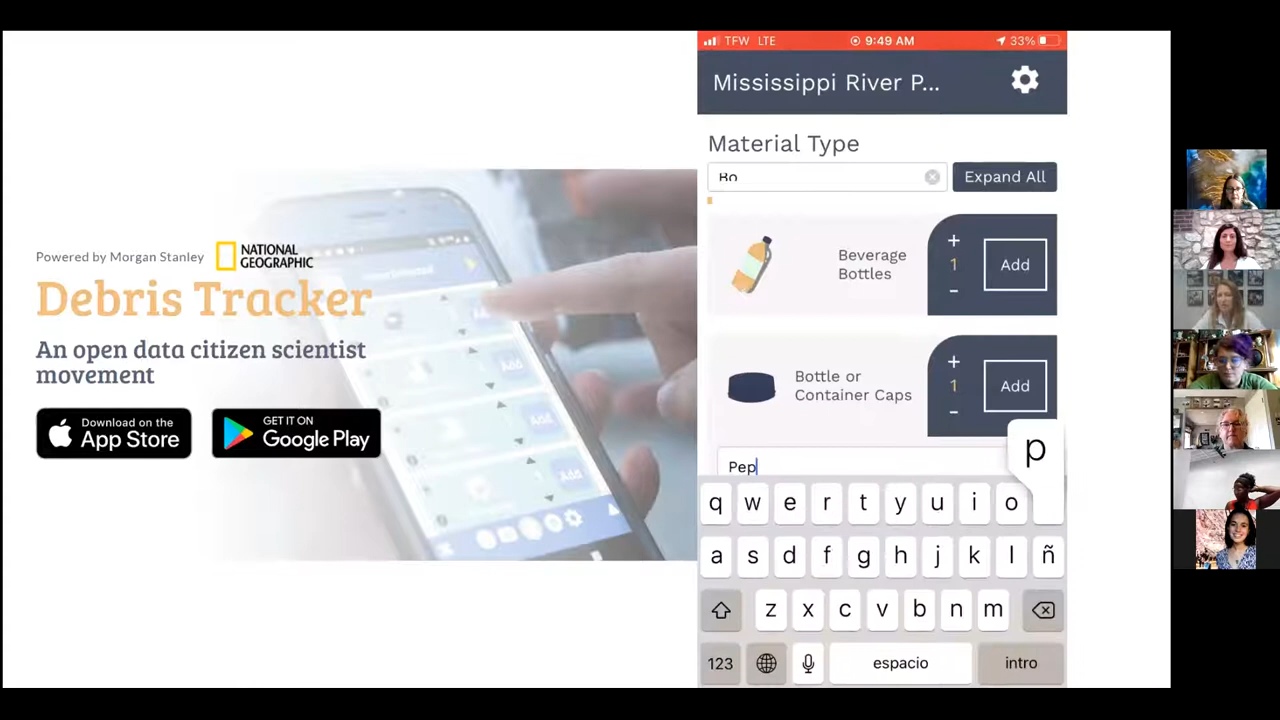 Powered by Morgan Stanley
NATIONAL
GEOGRAPHIC
Debris Tracker
An open data citizen scientist
movement
Download on the
App Store
GET IT ON
Google Play
TFW LTE
9:49 AM
33%
Mississippi River P...
Material Type
Bo
Expand All
Beverage
Bottles
+
1
-
Add
Bottle or
Container Caps
+
1
-
Add
Pep
p
q w e r t y u i o
a s d f g h j k l ñ
z x c v b n m
123
espacio
intro